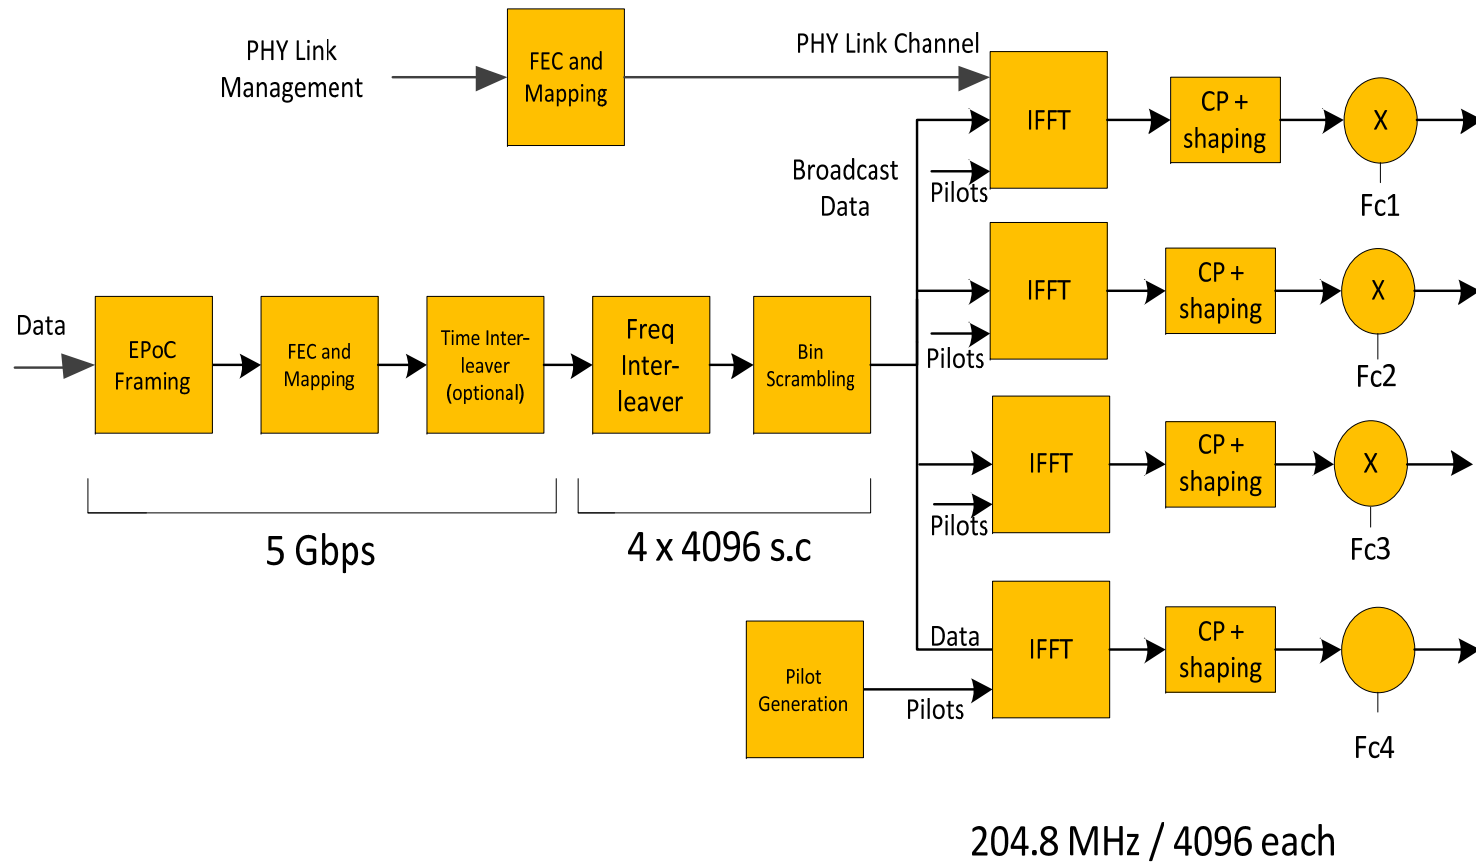 PHY Link
Management
FEC and
Mapping
PHY Link Channel
IFFT
CP +
shaping
X
Fc1
Broadcast
Data
Pilots
IFFT
CP +
shaping
X
Fc2
Pilots
Data
EPoC
Framing
FEC and
Mapping
Time Inter-
leaver
(optional)
Freq
Inter-
leaver
Bin
Scrambling
IFFT
CP +
shaping
X
Fc3
Pilots
5 Gbps
4 x 4096 s.c
Data
IFFT
CP +
shaping
Fc4
Pilot
Generation
Pilots
204.8 MHz / 4096 each